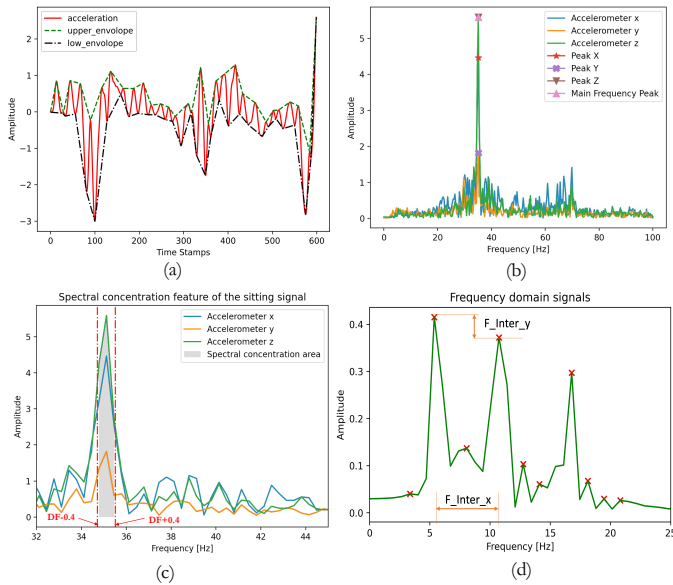 acceleration
upper_envelope
low_envelope
Amplitude
2
1
0
−1
−2
−3
0
100
200
300
400
500
600
Time Stamps
(a)
Accelerometer x
Accelerometer y
Accelerometer z
Peak X
Peak Y
Peak Z
Main Frequency Peak
Amplitude
5
4
3
2
1
0
0
20
40
60
80
100
Frequency [Hz]
(b)
Spectral concentration feature of the sitting signal
Accelerometer x
Accelerometer y
Accelerometer z
Spectral concentration area
Amplitude
5
4
3
2
1
0
DF-0.4
DF+0.4
32
34
36
38
40
42
44
Frequency [Hz]
(c)
Frequency domain signals
F_Inter_y
F_Inter_x
Amplitude
0.4
0.3
0.2
0.1
0.0
0
5
10
15
20
25
Frequency [Hz]
(d)